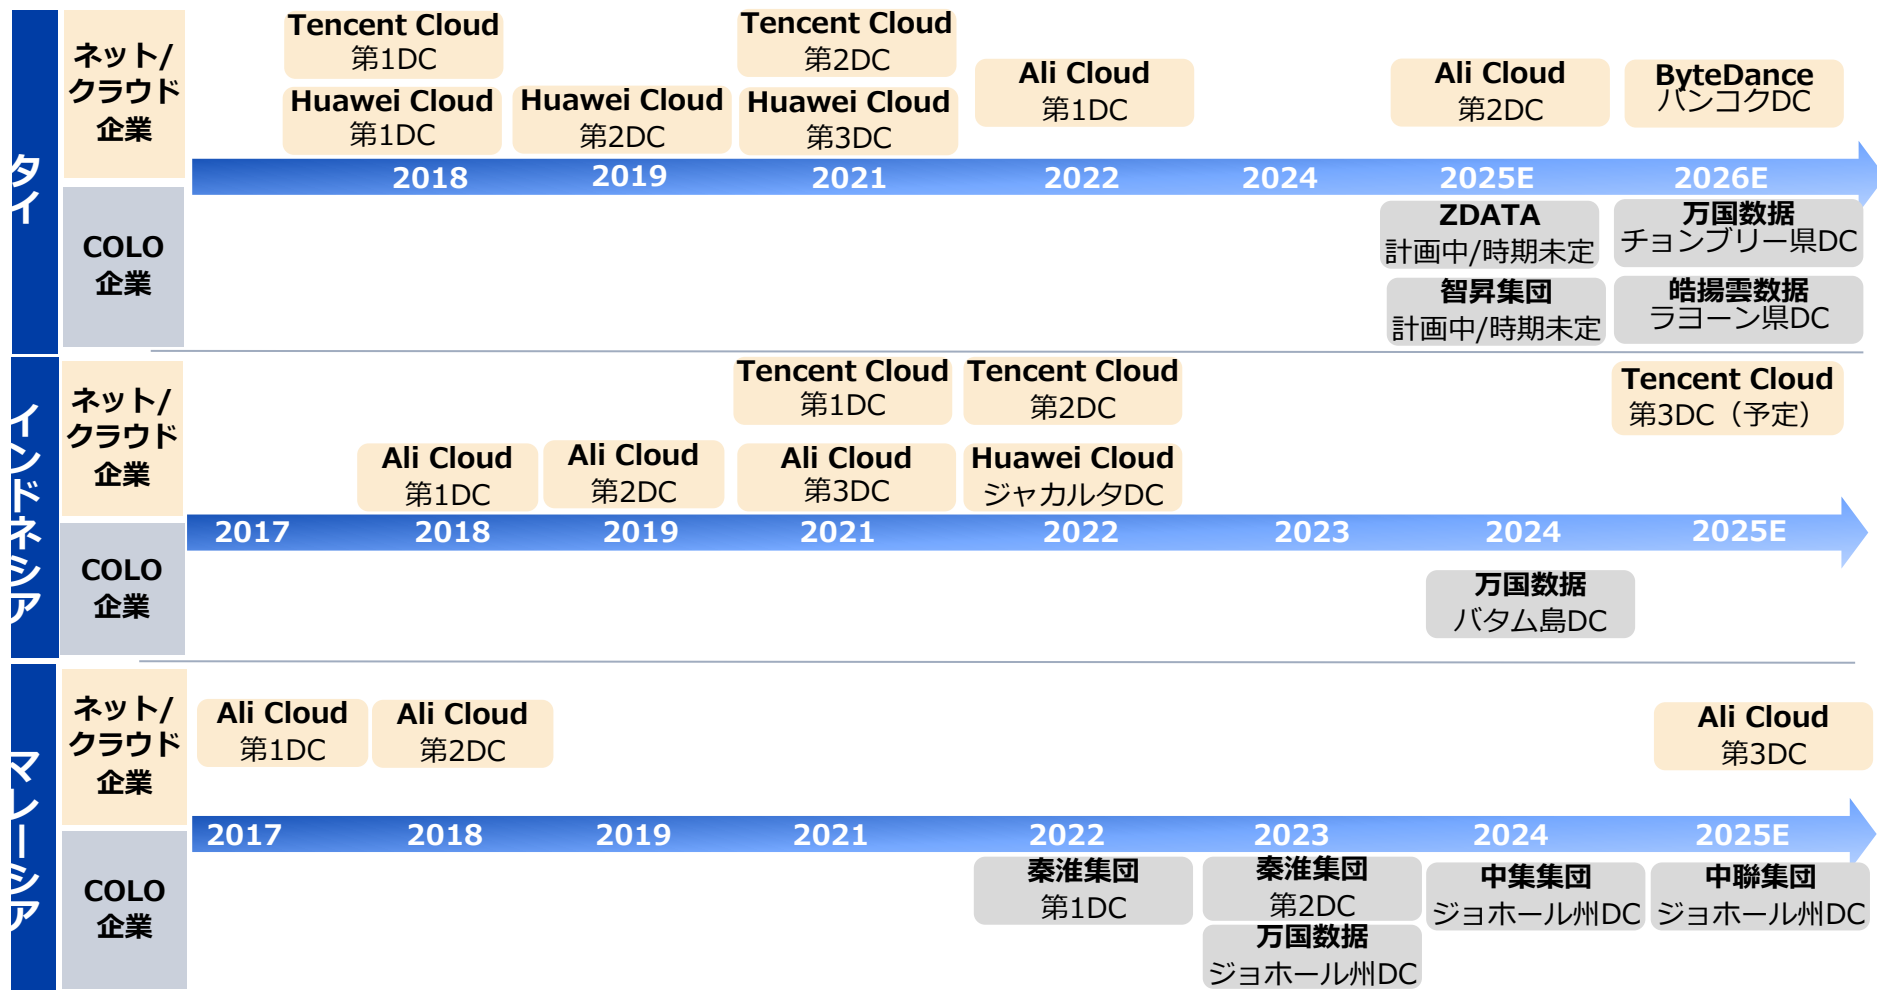 タイ
ネット/
クラウド
企業
Tencent Cloud
第1DC
Huawei Cloud
第1DC
Huawei Cloud
第2DC
Tencent Cloud
第2DC
Huawei Cloud
第3DC
Ali Cloud
第1DC
Ali Cloud
第2DC
ByteDance
バンコクDC
2018
2019
2021
2022
2024
2025E
2026E
COLO
企業
ZDATA
計画中/時期未定
智昇集団
計画中/時期未定
万国数据
チョンブリー県DC
皓揚雲数据
ラヨーン県DC
インドネシア
ネット/
クラウド
企業
Ali Cloud
第1DC
Ali Cloud
第2DC
Tencent Cloud
第1DC
Ali Cloud
第3DC
Tencent Cloud
第2DC
Huawei Cloud
ジャカルタDC
Tencent Cloud
第3DC（予定）
2017
2018
2019
2021
2022
2023
2024
2025E
COLO
企業
万国数据
バタム島DC
マレーシア
ネット/
クラウド
企業
Ali Cloud
第1DC
Ali Cloud
第2DC
Ali Cloud
第3DC
2017
2018
2019
2021
2022
2023
2024
2025E
COLO
企業
秦淮集団
第1DC
秦淮集団
第2DC
万国数据
ジョホール州DC
中集集団
ジョホール州DC
中聯集団
ジョホール州DC